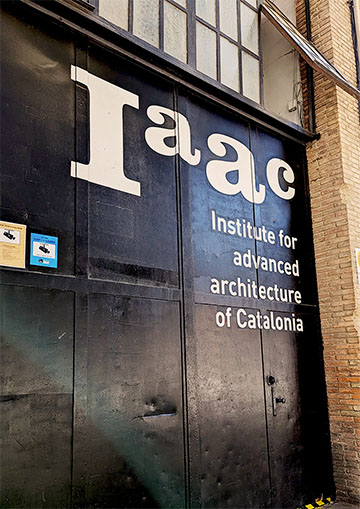 Iaac
Institute for
advanced
architecture
of Catalonia